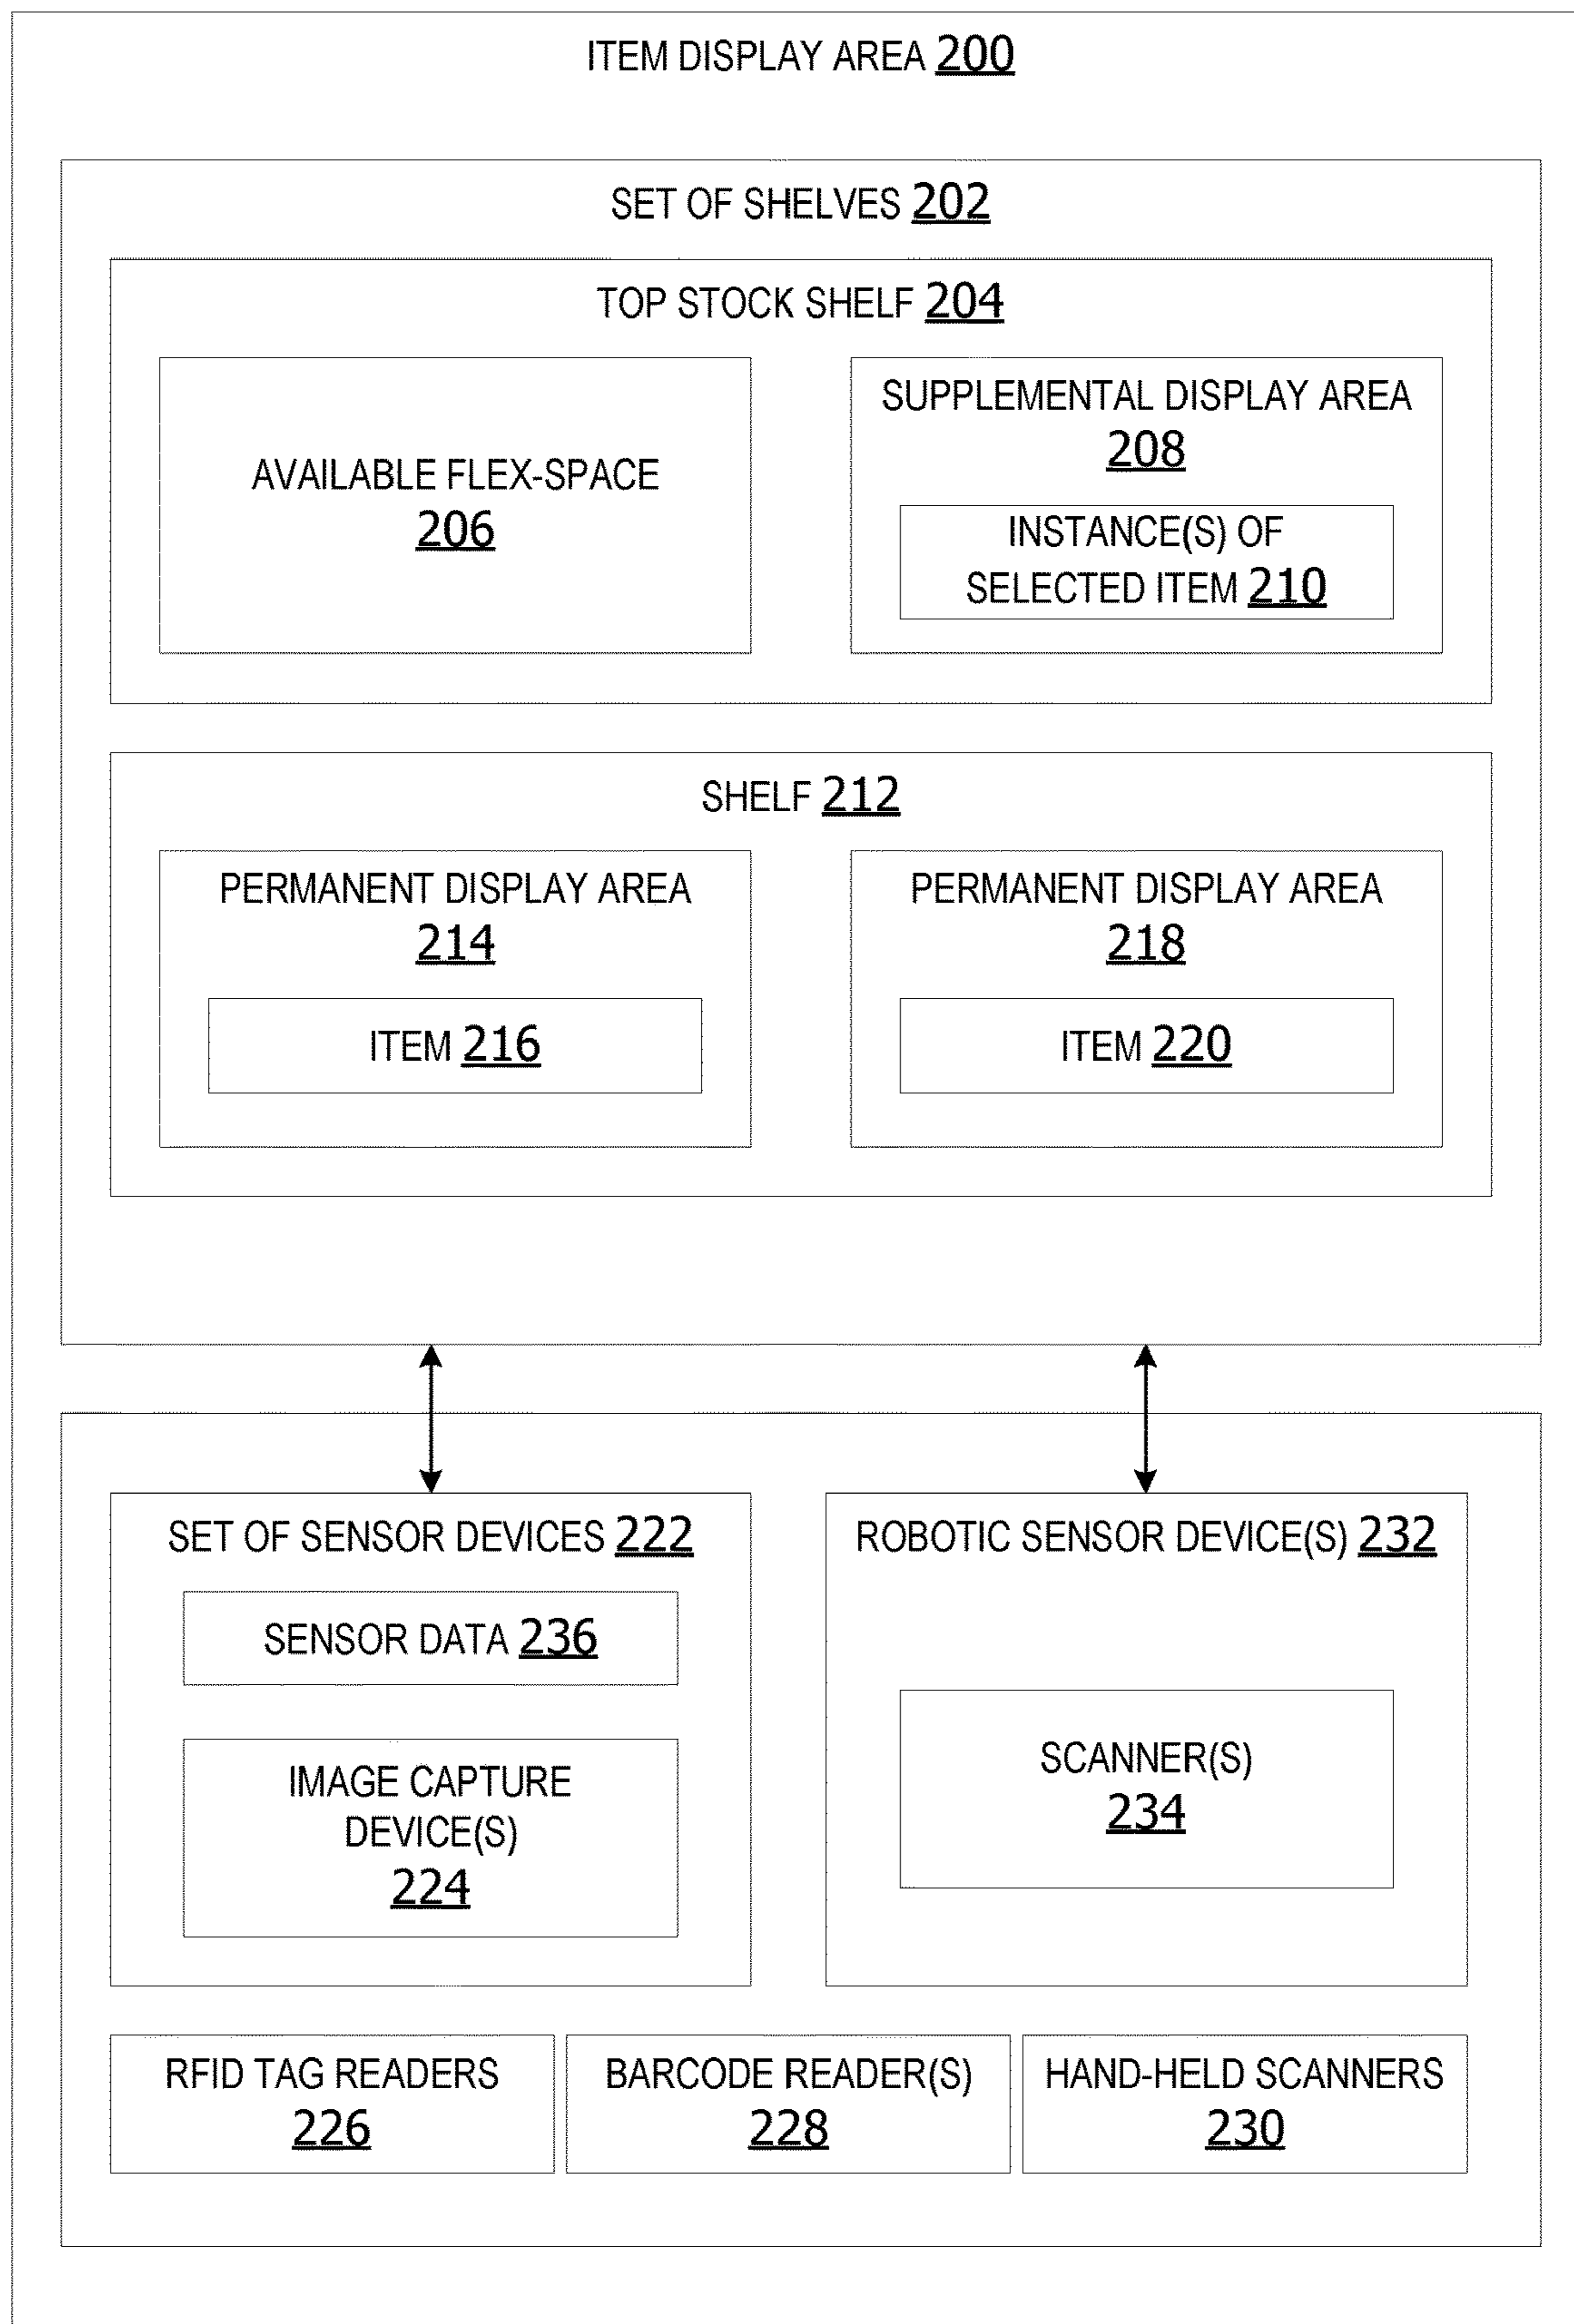 ITEM DISPLAY AREA 200
SET OF SHELVES 202
TOP STOCK SHELF 204
AVAILABLE FLEX-SPACE
206
SUPPLEMENTAL DISPLAY AREA
208
INSTANCE(S) OF
SELECTED ITEM 210
SHELF 212
PERMANENT DISPLAY AREA
214
ITEM 216
PERMANENT DISPLAY AREA
218
ITEM 220
SET OF SENSOR DEVICES 222
SENSOR DATA 236
IMAGE CAPTURE
DEVICE(S)
224
ROBOTIC SENSOR DEVICE(S) 232
SCANNER(S)
234
RFID TAG READERS
226
BARCODE READER(S)
228
HAND-HELD SCANNERS
230